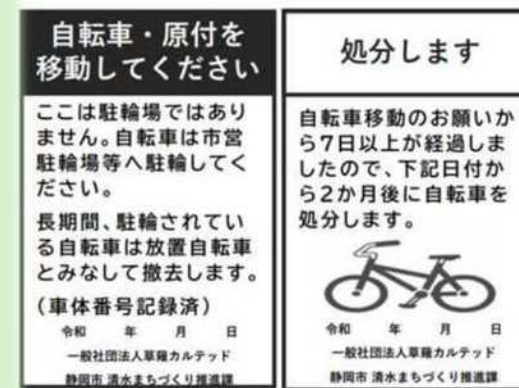 自転車・原付を
移動してください
ここは駐輪場ではあり
ません。自転車は市営
駐輪場等へ駐輪してく
ださい。
長期間、駐輪されてい
る自転車は放置自転車
とみなして撤去します。
(車体番号記録済)
令和 年 月 日
一般社団法人草薙カルテッド
静岡市 清水まちづくり推進課
処分します
自転車移動のお願いか
ら7日以上が経過しま
したので、下記日付か
ら2か月後に自転車を
処分します。
令和 年 月 日
一般社団法人草薙カルテッド
静岡市 清水まちづくり推進課